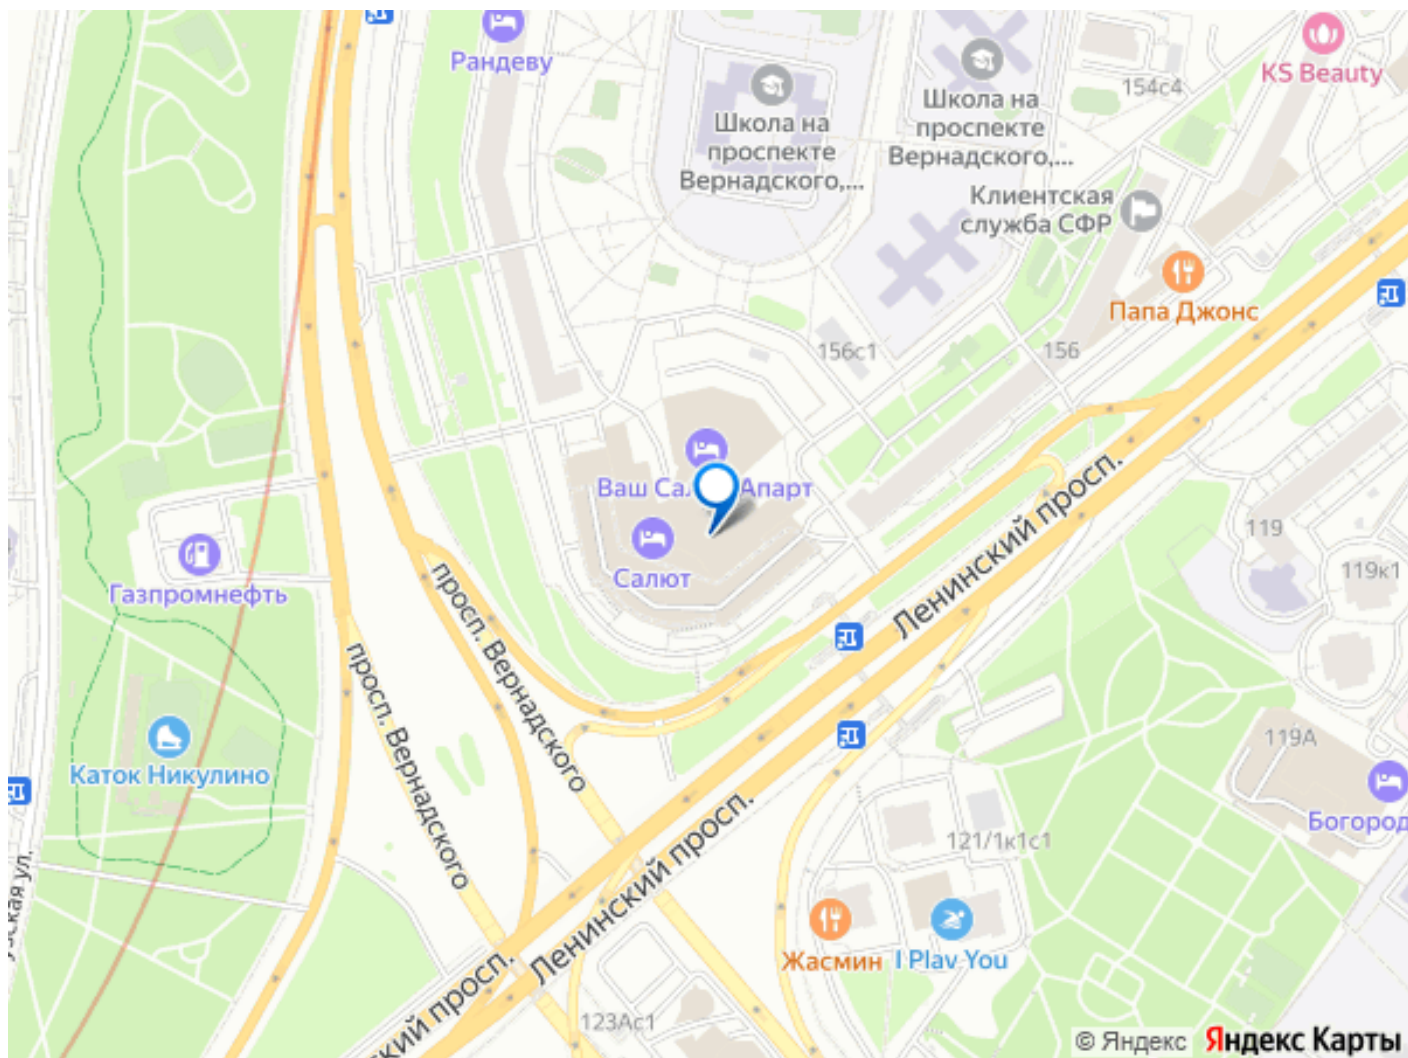 Рандеву
KS Beauty
154с4
Школа на
проспекте
Вернадского,...
Школа на
проспекте
Вернадского,...
Клиентская
служба СФР
Папа Джонс
156с1
156
Апарт
Салют
Ленинский просп.
119
119к1
Газпромнефть
просп. Вернадского
просп. Вернадского
Каток Никулино
119А
Богород
Ленинский просп.
121/1к1с1
ская ул.
Жасмин
I Play You
123Ас1
кий просп.
© Яндекс Яндекс Карты